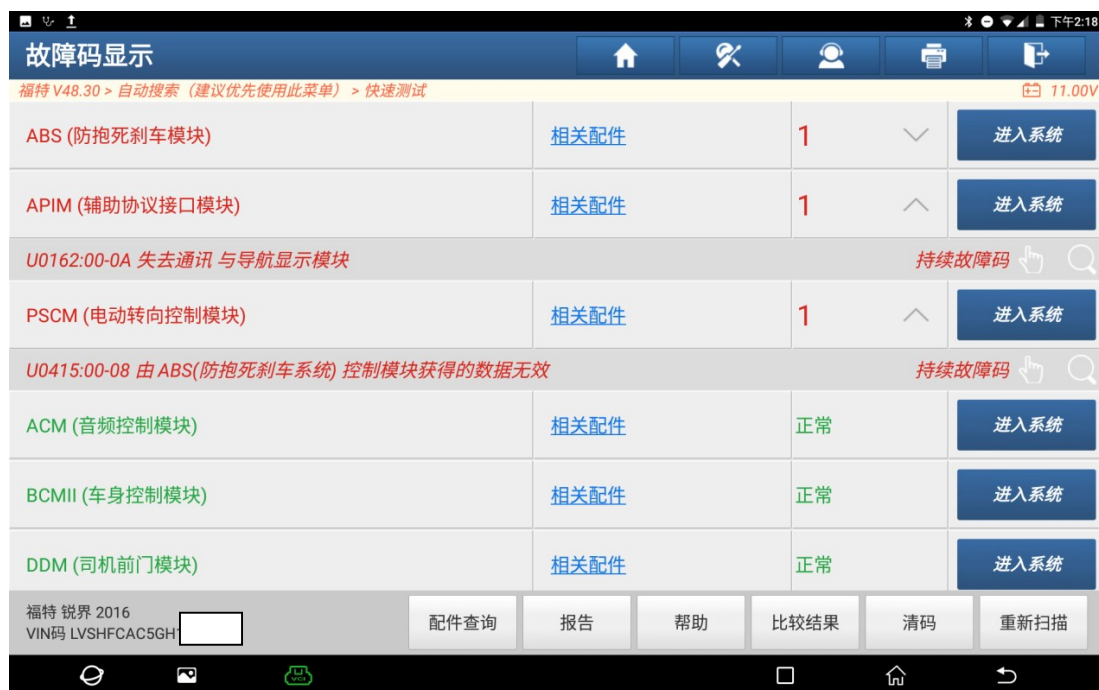 下午2:18
故障码显示
福特 V48.30 > 自动搜索（建议优先使用此菜单） > 快速测试 11.00V
ABS (防抱死刹车模块) 相关配件 1 进入系统
APIM (辅助协议接口模块) 相关配件 1 进入系统
U0162:00-0A 失去通讯 与导航显示模块 持续故障码
PSCM (电动转向控制模块) 相关配件 1 进入系统
U0415:00-08 由 ABS(防抱死刹车系统) 控制模块获得的数据无效 持续故障码
ACM (音频控制模块) 相关配件 正常 进入系统
BCMII (车身控制模块) 相关配件 正常 进入系统
DDM (司机前门模块) 相关配件 正常 进入系统
福特 锐界 2016
VIN码 LVSHFCAC5GH
配件查询 报告 帮助 比较结果 清码 重新扫描
VCI